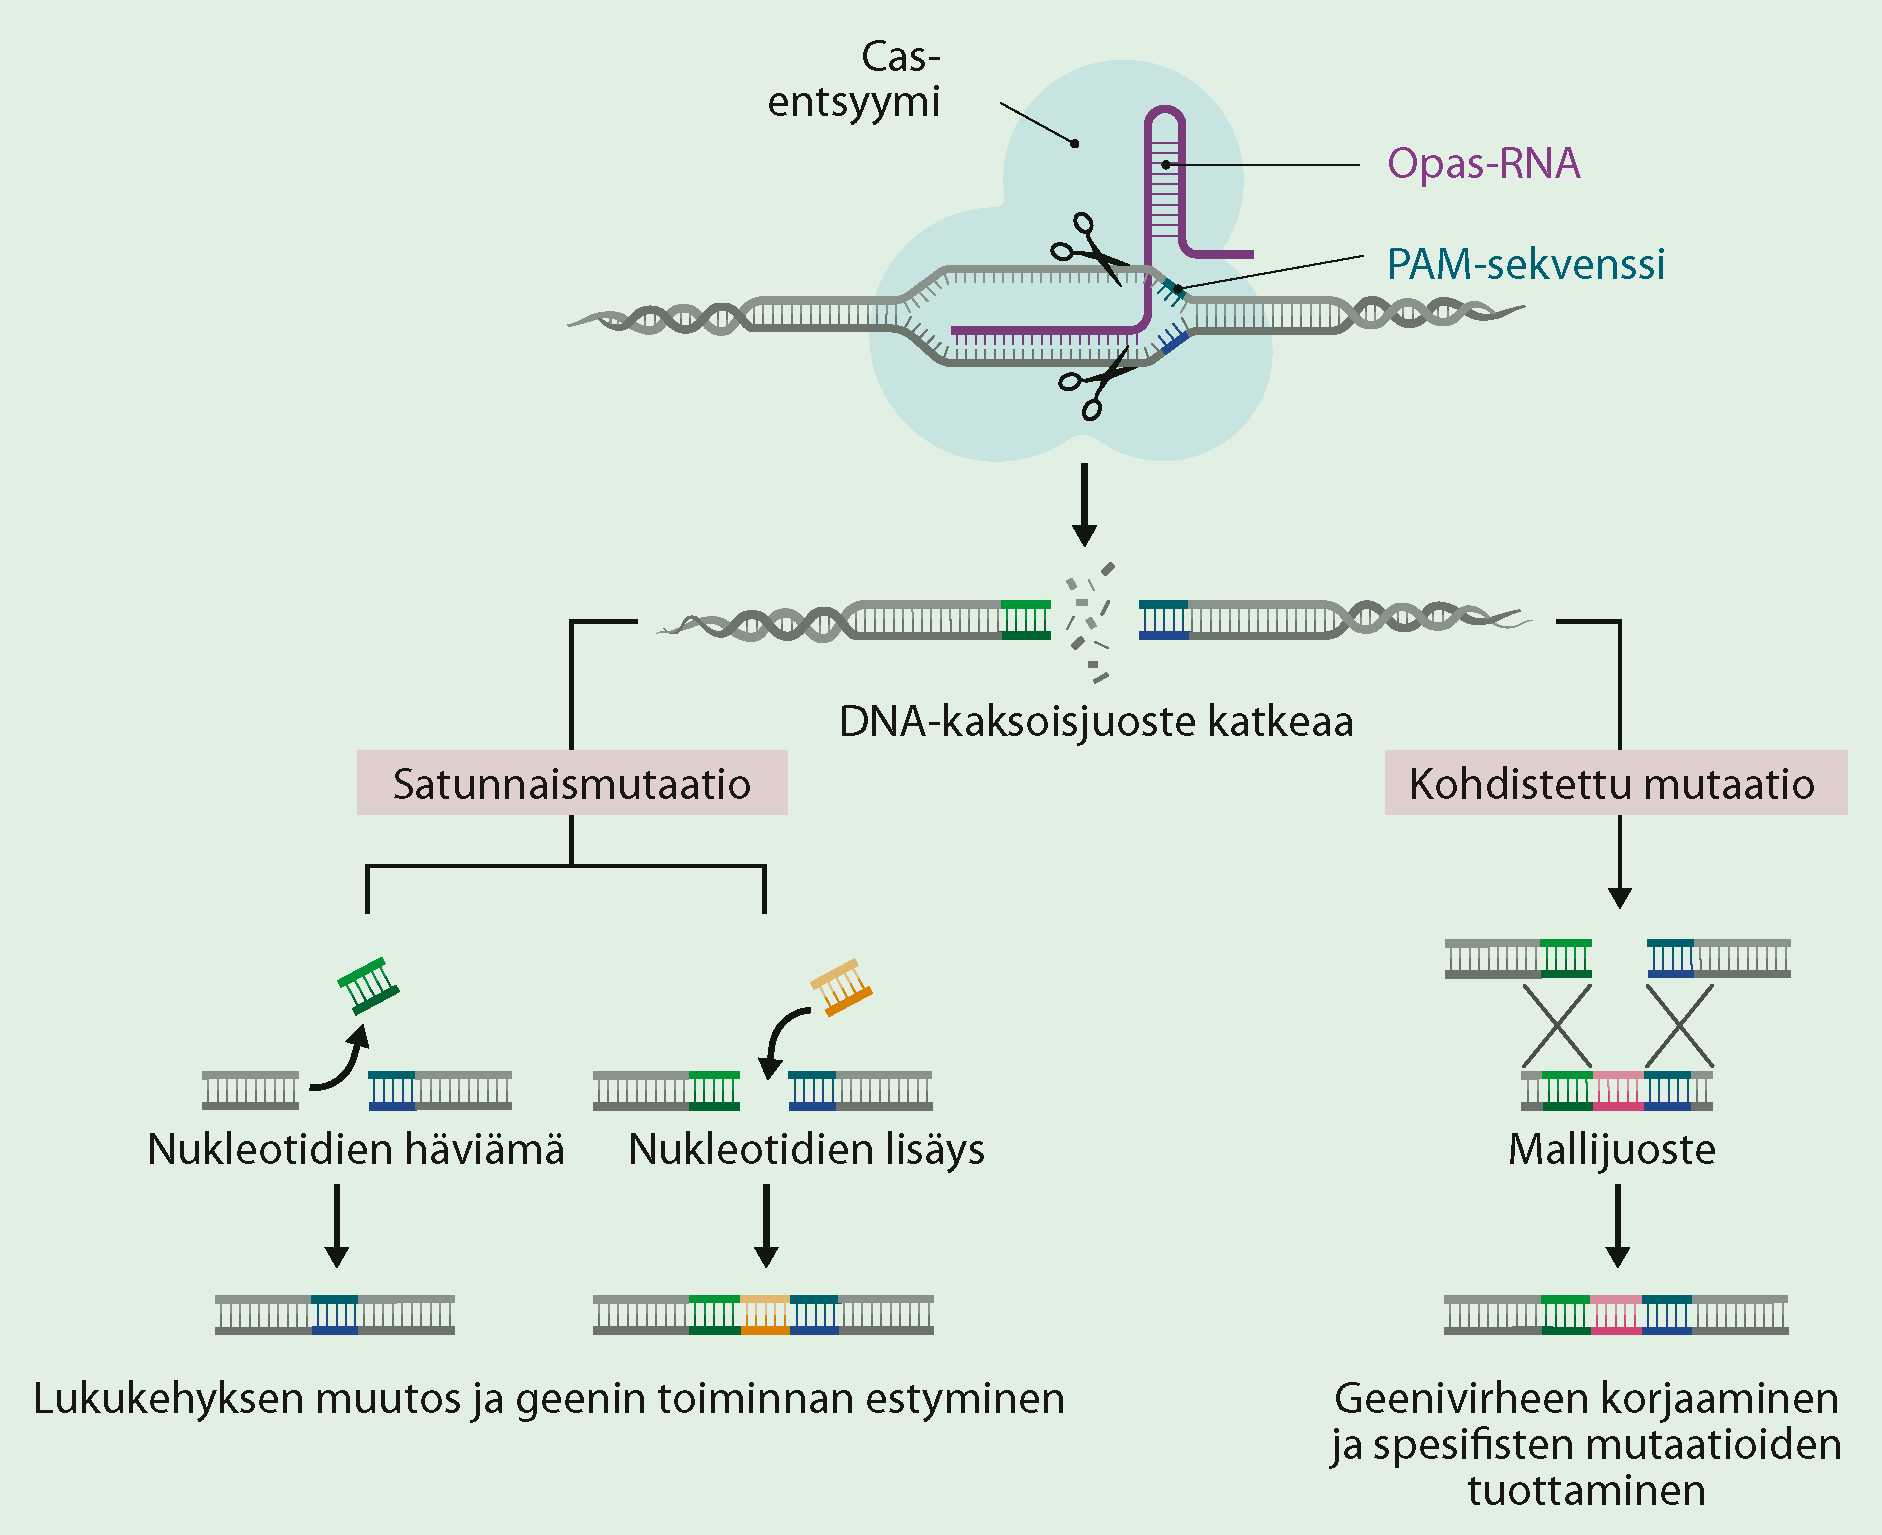 Cas-
entsyymi
Opas-RNA
PAM-sekvenssi
DNA-kaksoisjuoste katkeaa
Satunnaismutaatio
Kohdistettu mutaatio
Nukleotidien häviämä
Nukleotidien lisäys
Mallijuoste
Lukukehyksen muutos ja geenin toiminnan estyminen
Geenivirheen korjaaminen
ja spesifisten mutaatioiden
tuottaminen